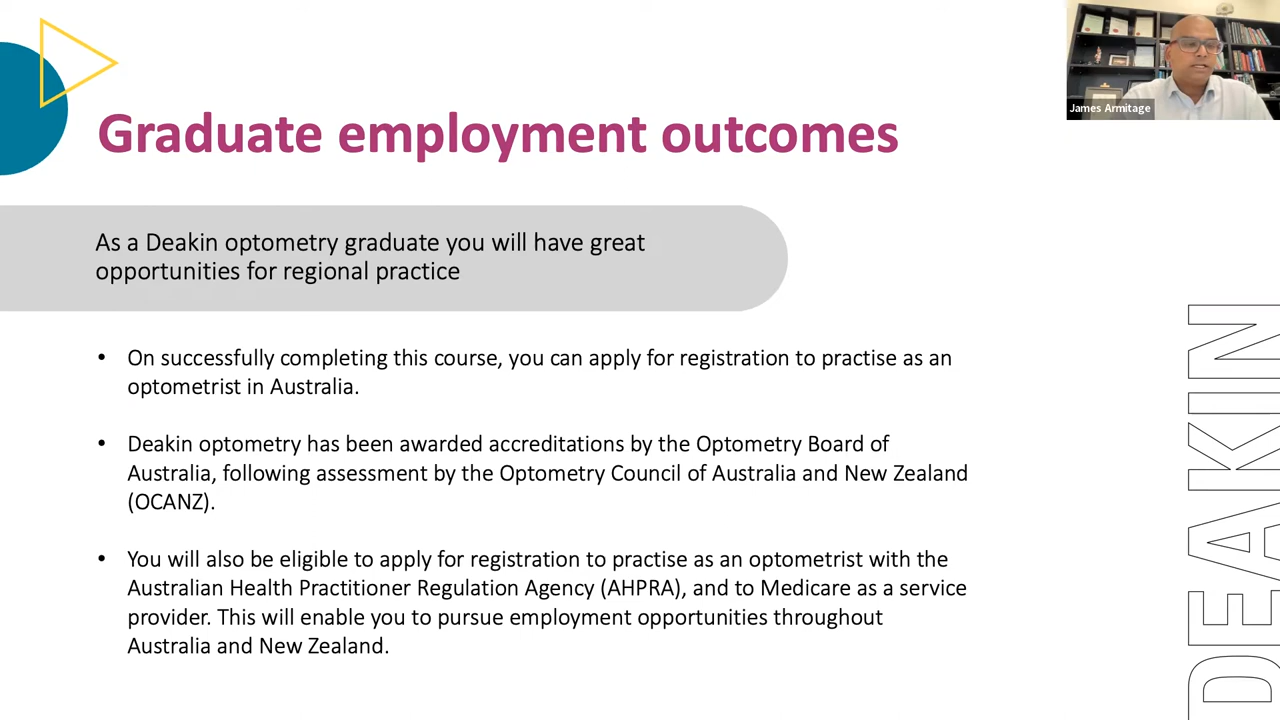 James Armitage
Graduate employment outcomes
As a Deakin optometry graduate you will have great
opportunities for regional practice
• On successfully completing this course, you can apply for registration to practise as an
optometrist in Australia.
• Deakin optometry has been awarded accreditations by the Optometry Board of
Australia, following assessment by the Optometry Council of Australia and New Zealand
(OCANZ).
• You will also be eligible to apply for registration to practise as an optometrist with the
Australian Health Practitioner Regulation Agency (AHPRA), and to Medicare as a service
provider. This will enable you to pursue employment opportunities throughout
Australia and New Zealand.
DEAKIN